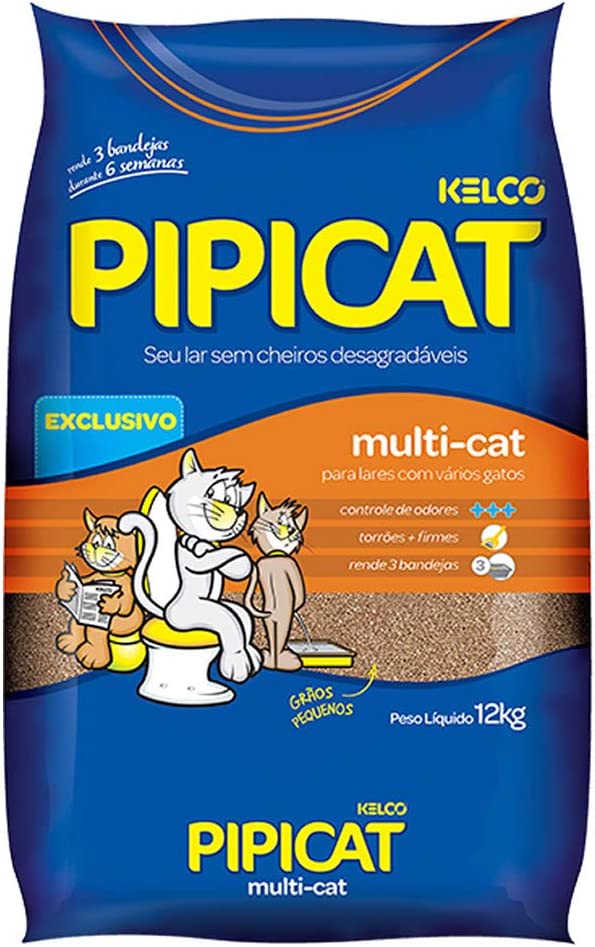 rende 3 bandejas
durante 6 semanas
KELCO
PIPICAT
Seu lar sem cheiros desagradáveis
EXCLUSIVO
multi-cat
para lares com vários gatos
controle de odores +++
torrões + firmes
rende 3 bandejas 3
KELCO
GRÃOS
PEQUENOS
Peso Líquido 12kg
KELCO
PIPICAT
multi-cat